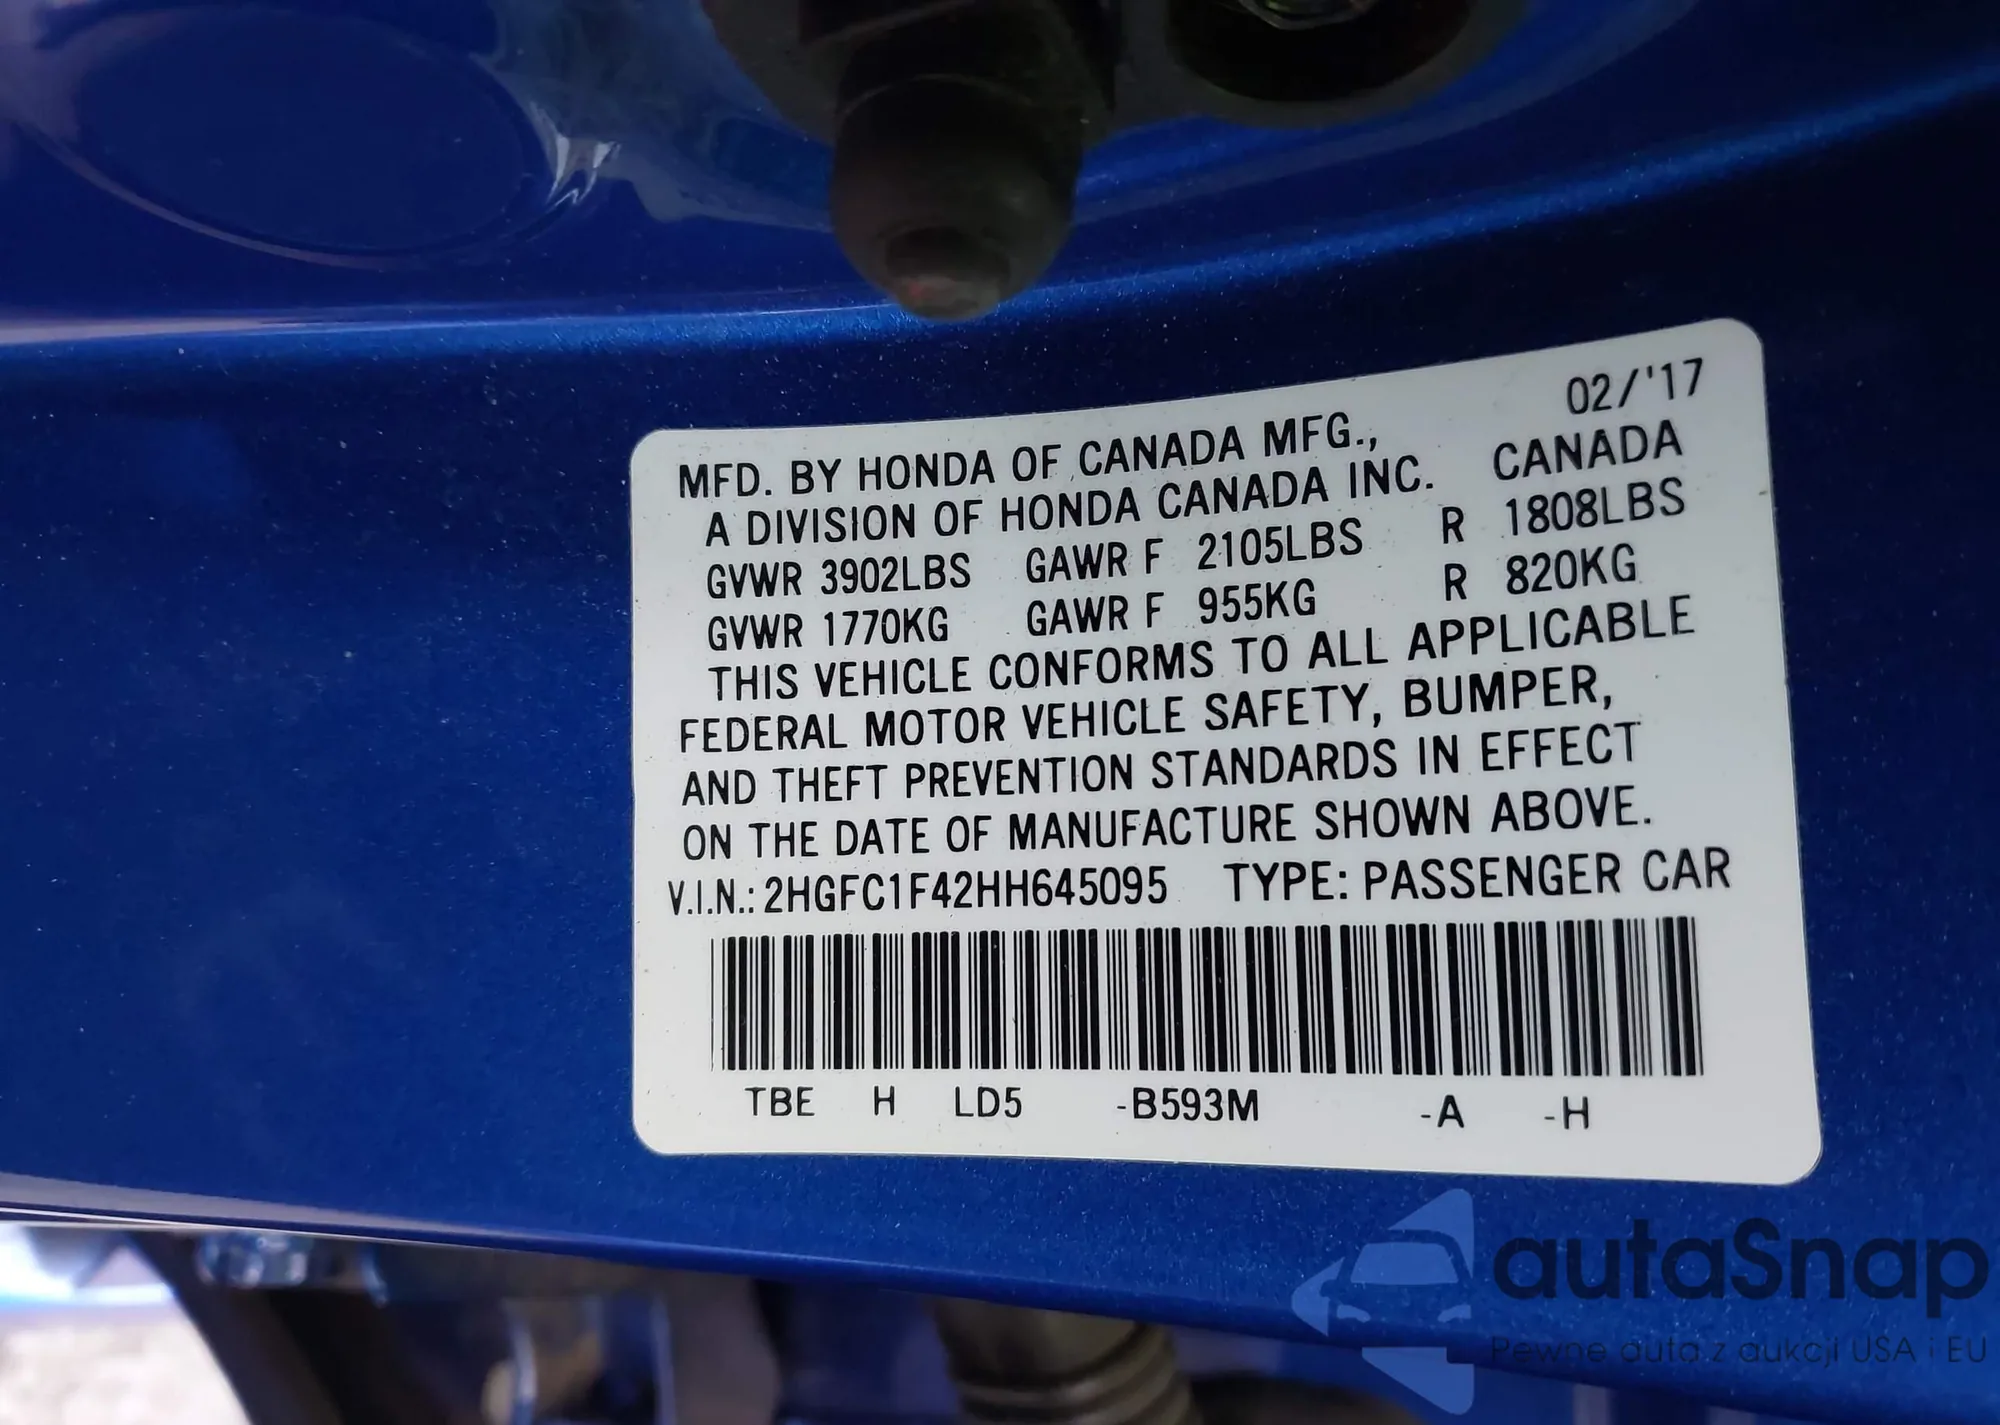 02/'17
MFD. BY HONDA OF CANADA MFG., CANADA
A DIVISION OF HONDA CANADA INC.
GVWR 3902LBS GAWR F 2105LBS R 1808LBS
GVWR 1770KG GAWR F 955KG R 820KG
THIS VEHICLE CONFORMS TO ALL APPLICABLE
FEDERAL MOTOR VEHICLE SAFETY, BUMPER,
AND THEFT PREVENTION STANDARDS IN EFFECT
ON THE DATE OF MANUFACTURE SHOWN ABOVE.
V.I.N.: 2HGFC1F42HH645095 TYPE: PASSENGER CAR
TBE H LD5 -B593M -A -H
autaSnap
Pewne auta z aukcji USA i EU